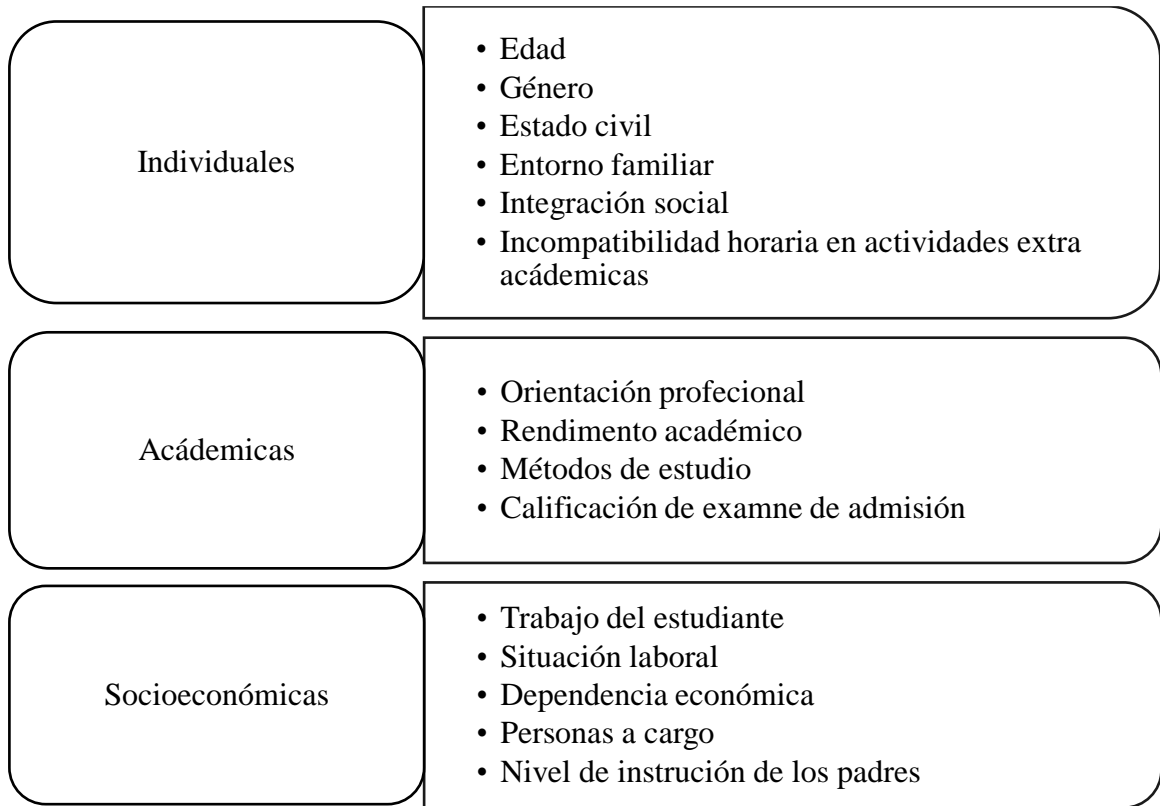 Individuales
• Edad
• Género
• Estado civil
• Entorno familiar
• Integración social
• Incompatibilidad horaria en actividades extra
acádemicas
Acádemicas
• Orientación profecional
• Rendimento académico
• Métodos de estudio
• Calificación de examne de admisión
Socioeconómicas
• Trabajo del estudiante
• Situación laboral
• Dependencia económica
• Personas a cargo
• Nivel de instrución de los padres